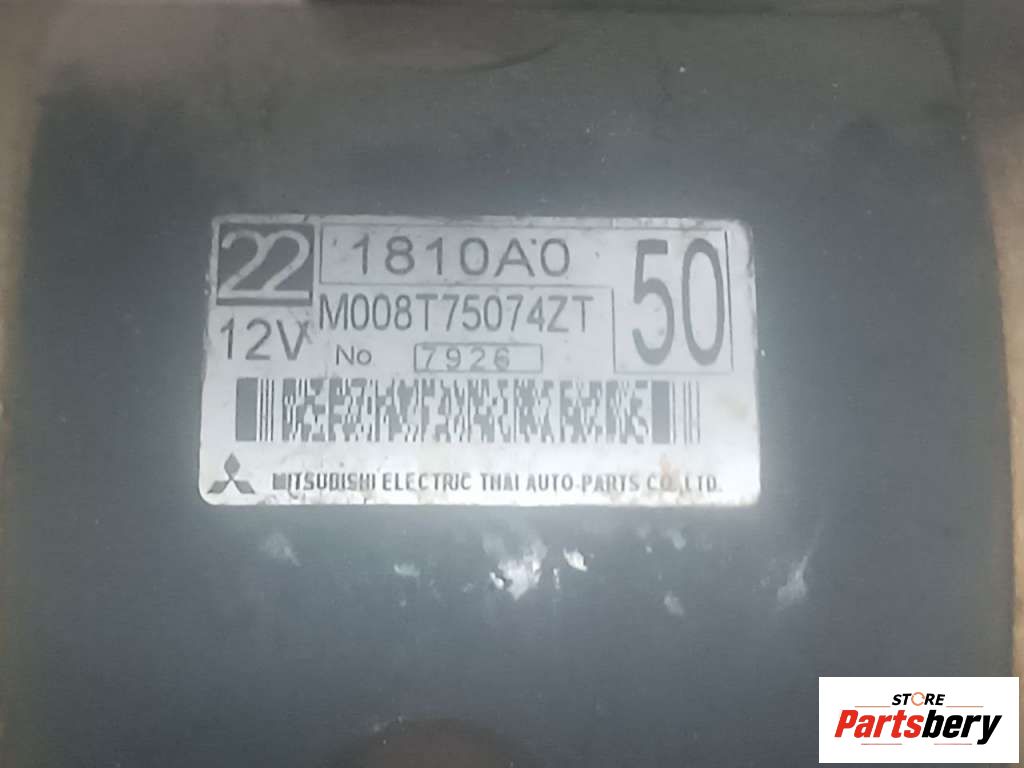 22 1810A0 50
M008T75074ZT
12V No 7926
MITSUBISHI ELECTRIC THAI AUTO-PARTS CO.,LTD.
STORE
Partsbery